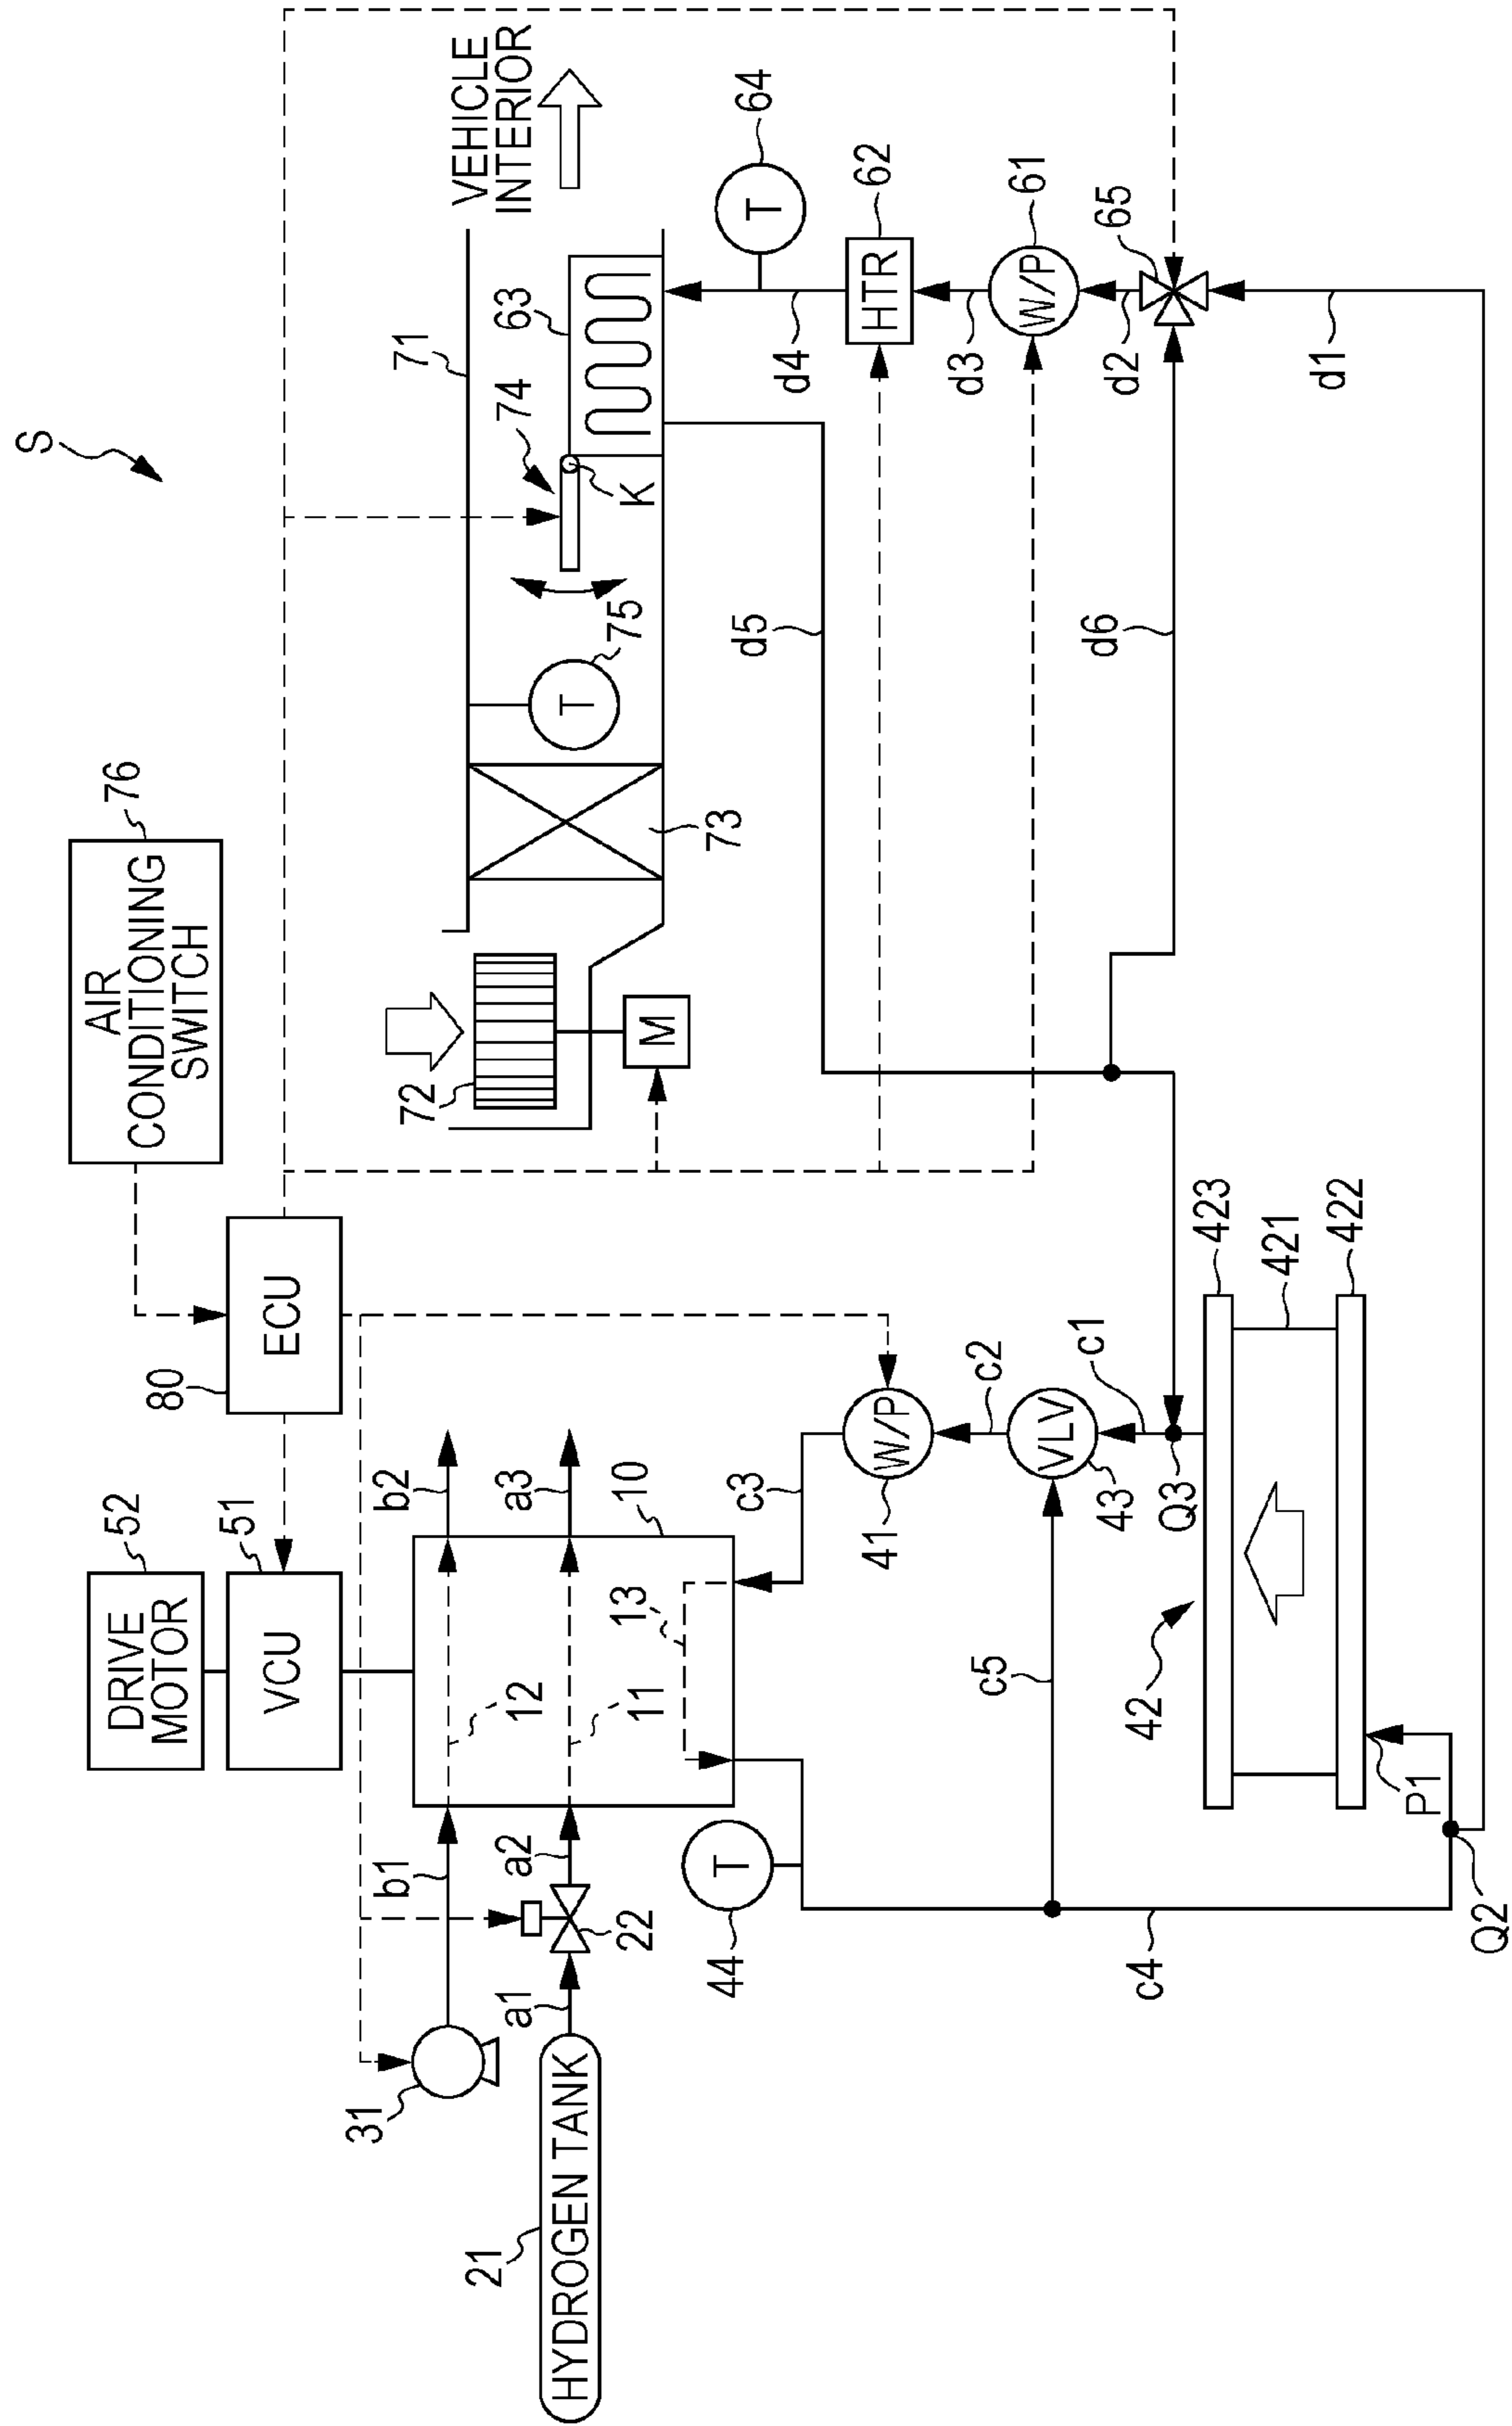 S
AIR
CONDITIONING
SWITCH
76
DRIVE
MOTOR
52
VCU
51
80
ECU
71
VEHICLE
INTERIOR
72
M
73
75
T
74
K
63
64
T
31
b1
12
b2
21
HYDROGEN TANK
a1
22
a2
11
a3
10
13
44
T
c3
41
W/P
c2
VLV
43
c1
c5
c4
d5
d4
HTR
62
d3
W/P
61
d2
65
d6
d1
42
Q3
423
421
422
P1
Q2